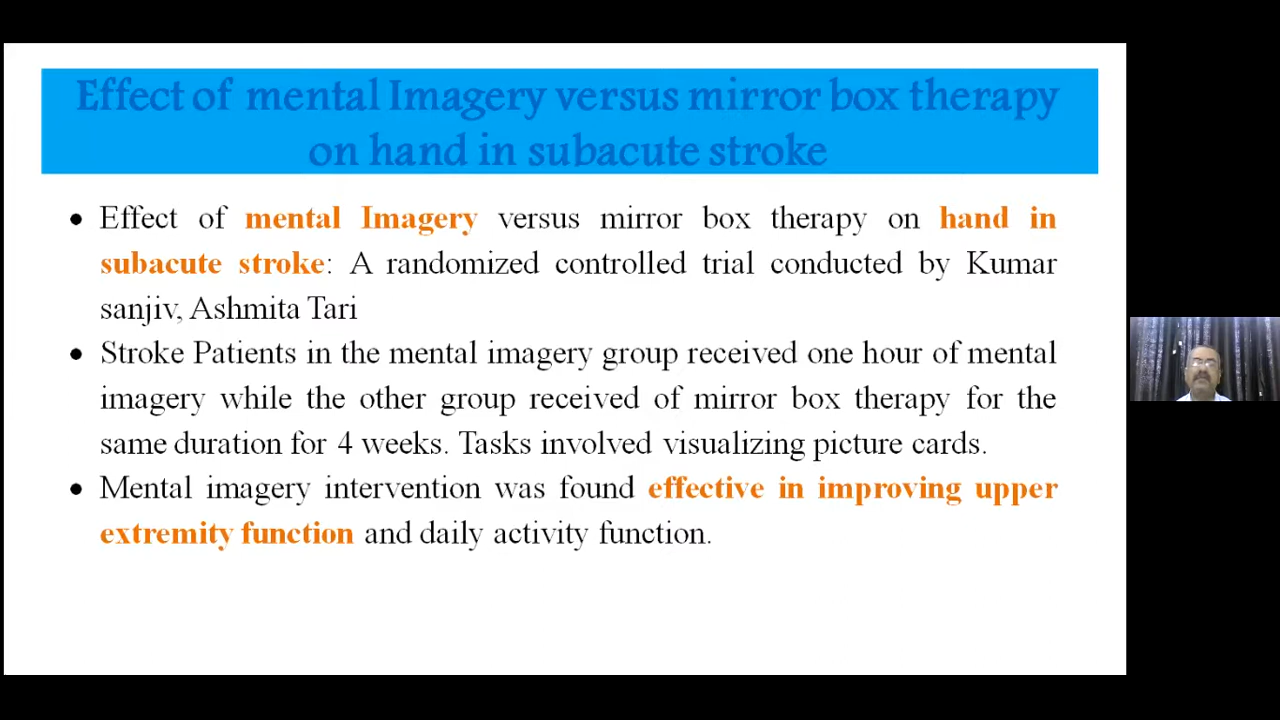 Effect of mental Imagery versus mirror box therapy
on hand in subacute stroke
• Effect of mental Imagery versus mirror box therapy on hand in
subacute stroke: A randomized controlled trial conducted by Kumar
sanjiv, Ashmita Tari
• Stroke Patients in the mental imagery group received one hour of mental
imagery while the other group received of mirror box therapy for the
same duration for 4 weeks. Tasks involved visualizing picture cards.
• Mental imagery intervention was found effective in improving upper
extremity function and daily activity function.